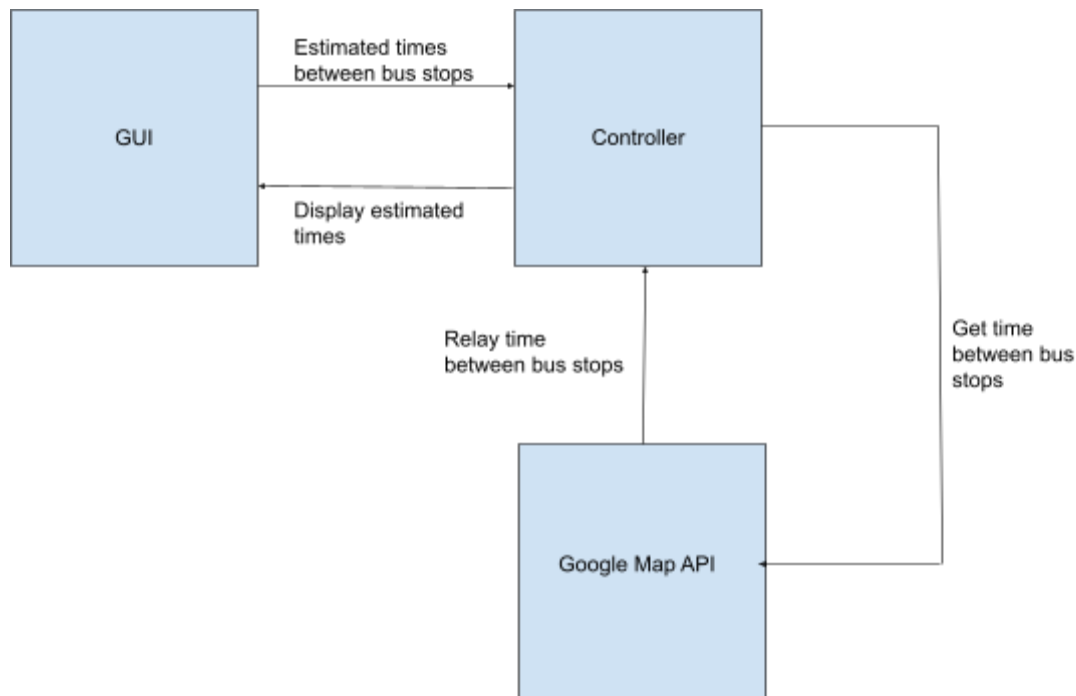 Estimated times
between bus stops
GUI
Controller
Display estimated
times
Relay time
between bus stops
Get time
between bus
stops
Google Map API